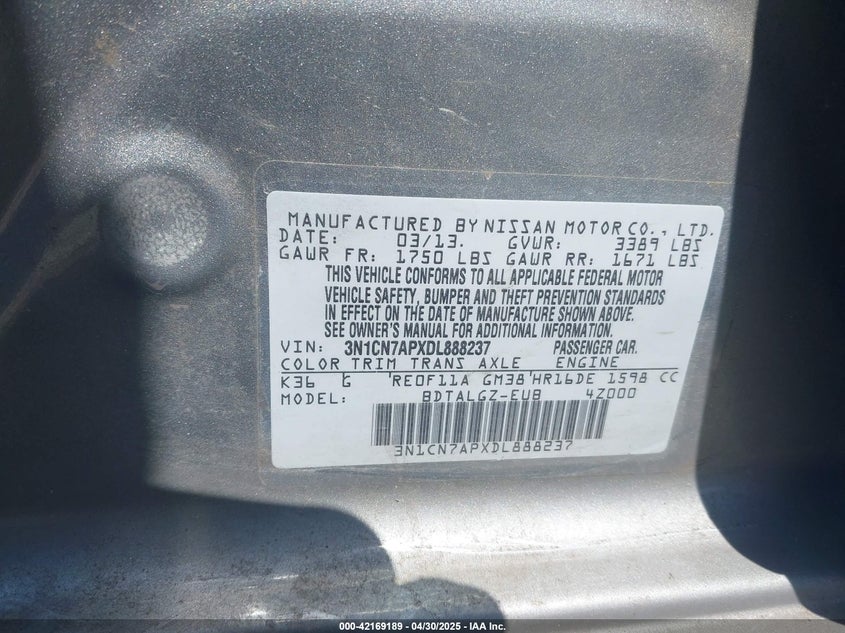 MANUFACTURED BY NISSAN MOTOR CO., LTD.
DATE: 03/13. GVWR: 3389 LBS
GAWR FR: 1750 LBS GAWR RR: 1671 LBS
THIS VEHICLE CONFORMS TO ALL APPLICABLE FEDERAL MOTOR
VEHICLE SAFETY, BUMPER AND THEFT PREVENTION STANDARDS
IN EFFECT ON THE DATE OF MANUFACTURE SHOWN ABOVE.
SEE OWNER'S MANUAL FOR ADDITIONAL INFORMATION.
VIN: 3N1CN7APXDL888237 PASSENGER CAR.
COLOR TRIM TRANS AXLE ENGINE
K36 G RE0F11A GM38 HR16DE 1598 CC
MODEL: BDTALGZ-EUB 4Z000
3N1CN7APXDL888237
000-42169189 - 04/30/2025 - IAA Inc.